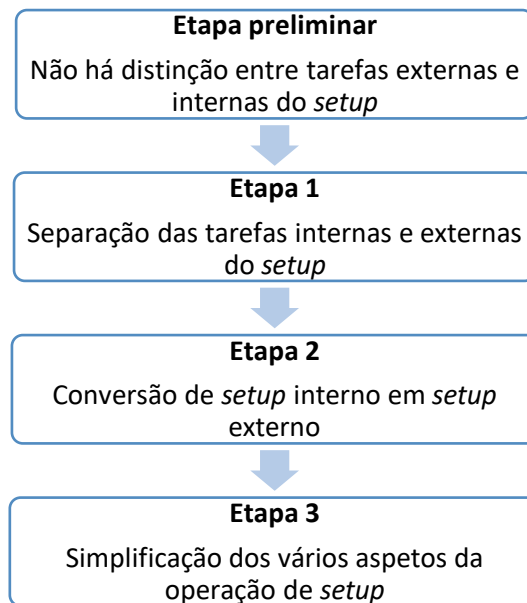 Etapa preliminar
Não há distinção entre tarefas externas e
internas do setup
Etapa 1
Separação das tarefas internas e externas
do setup
Etapa 2
Conversão de setup interno em setup
externo
Etapa 3
Simplificação dos vários aspetos da
operação de setup